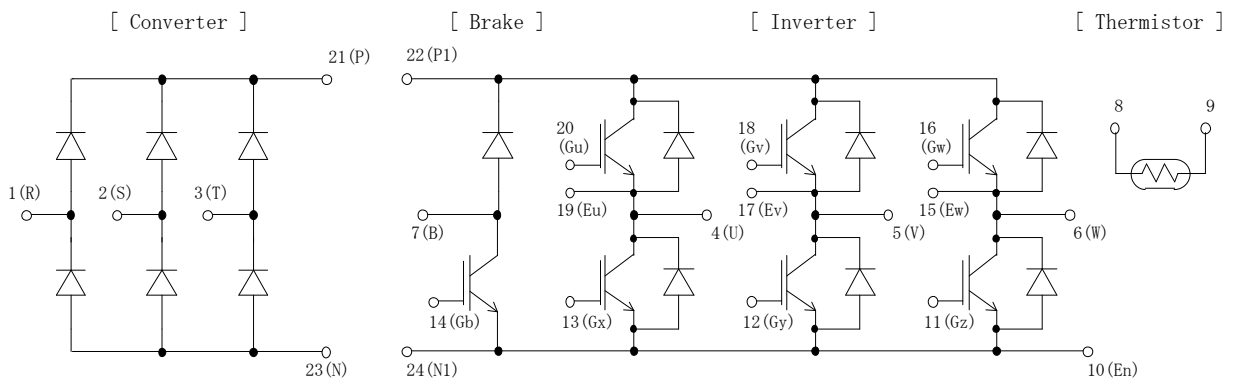 [ Converter ]
[ Brake ]
[ Inverter ]
[ Thermistor ]
21(P)
22(P1)
20
(Gu)
18
(Gv)
16
(Gw)
8
9
1(R)
2(S)
3(T)
7(B)
19(Eu)
4(U)
17(Ev)
5(V)
15(Ew)
6(W)
14(Gb)
13(Gx)
12(Gy)
11(Gz)
23(N)
24(N1)
10(En)